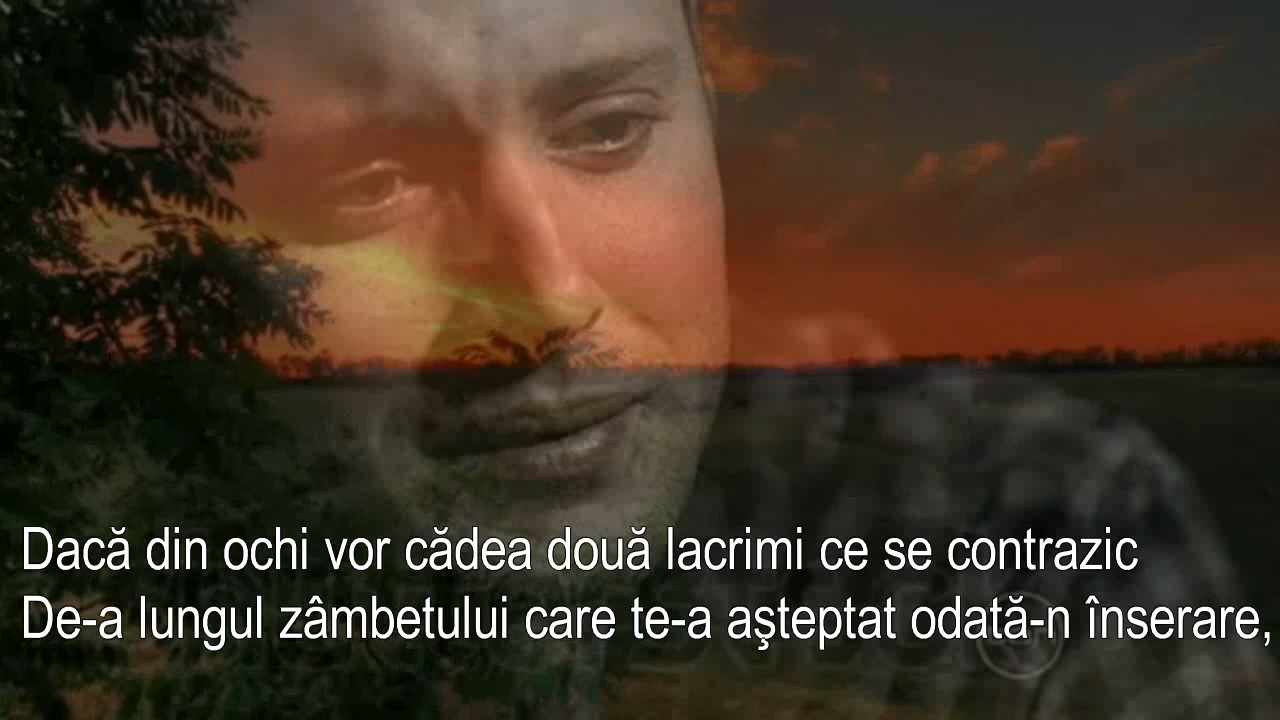 Dacă din ochi vor cădea două lacrimi ce se contrazic
De-a lungul zâmbetului care te-a aşteptat odată-n înserare,